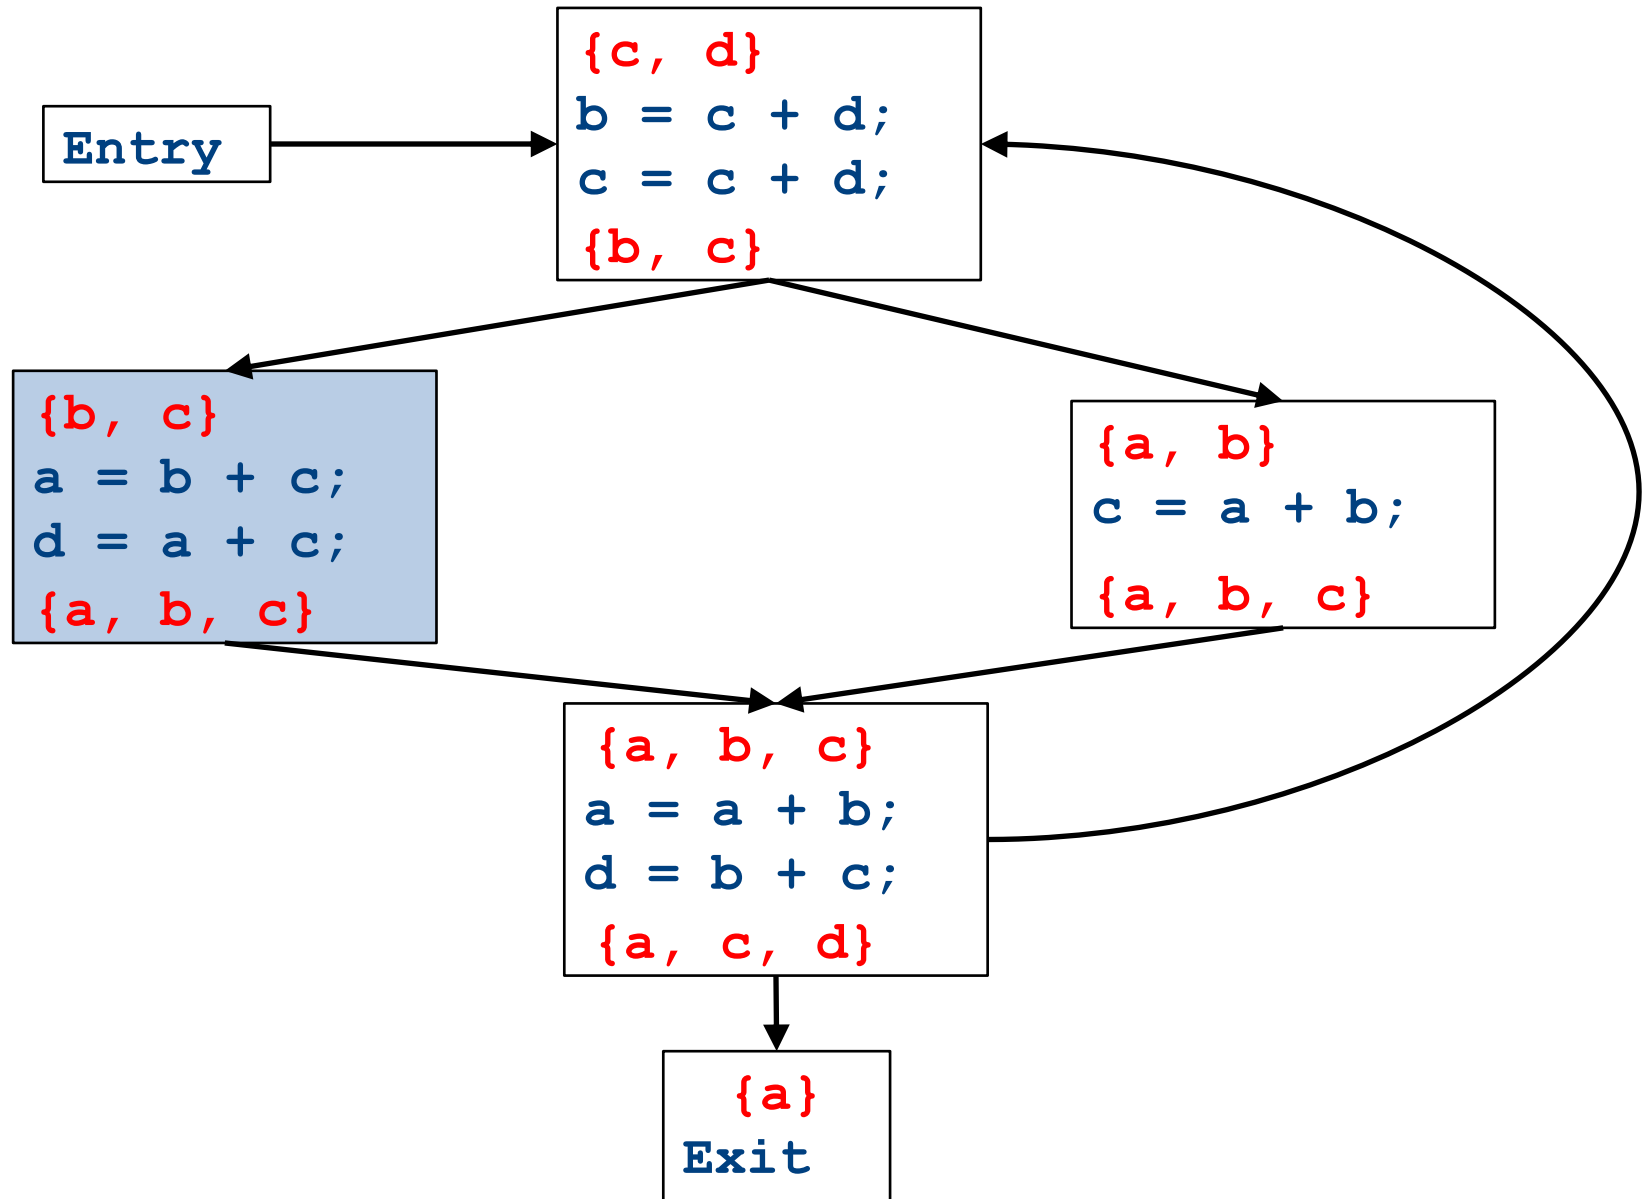 {c, d}
b = c + d;
c = c + d;
{b, c}
Entry
{b, c}
a = b + c;
d = a + c;
{a, b, c}
{a, b}
c = a + b;
{a, b, c}
{a, b, c}
a = a + b;
d = b + c;
{a, c, d}
{a}
Exit